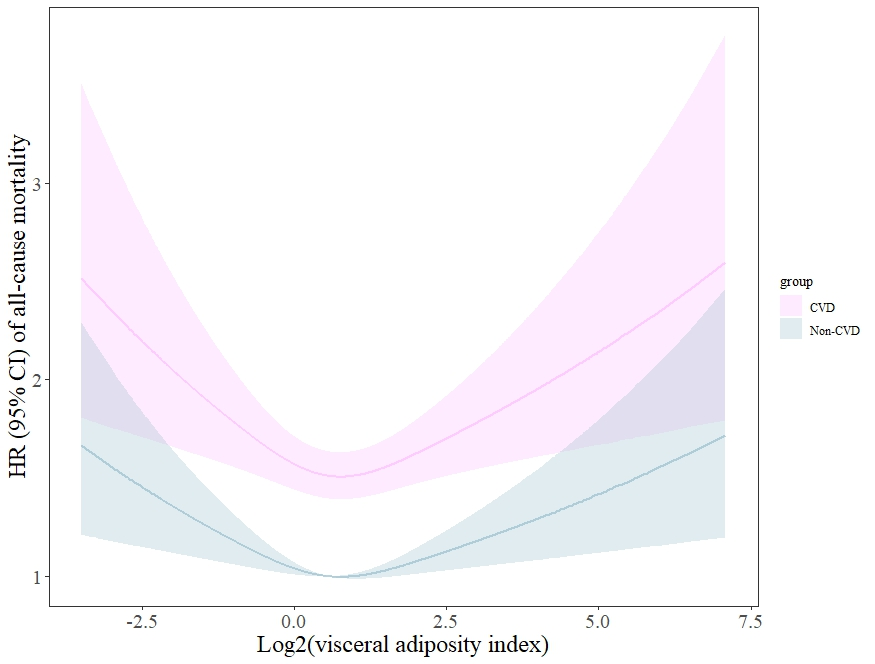 HR (95% CI) of all-cause mortality
3
2
1
-2.5
0.0
2.5
5.0
7.5
Log2(visceral adiposity index)
group
CVD
Non-CVD